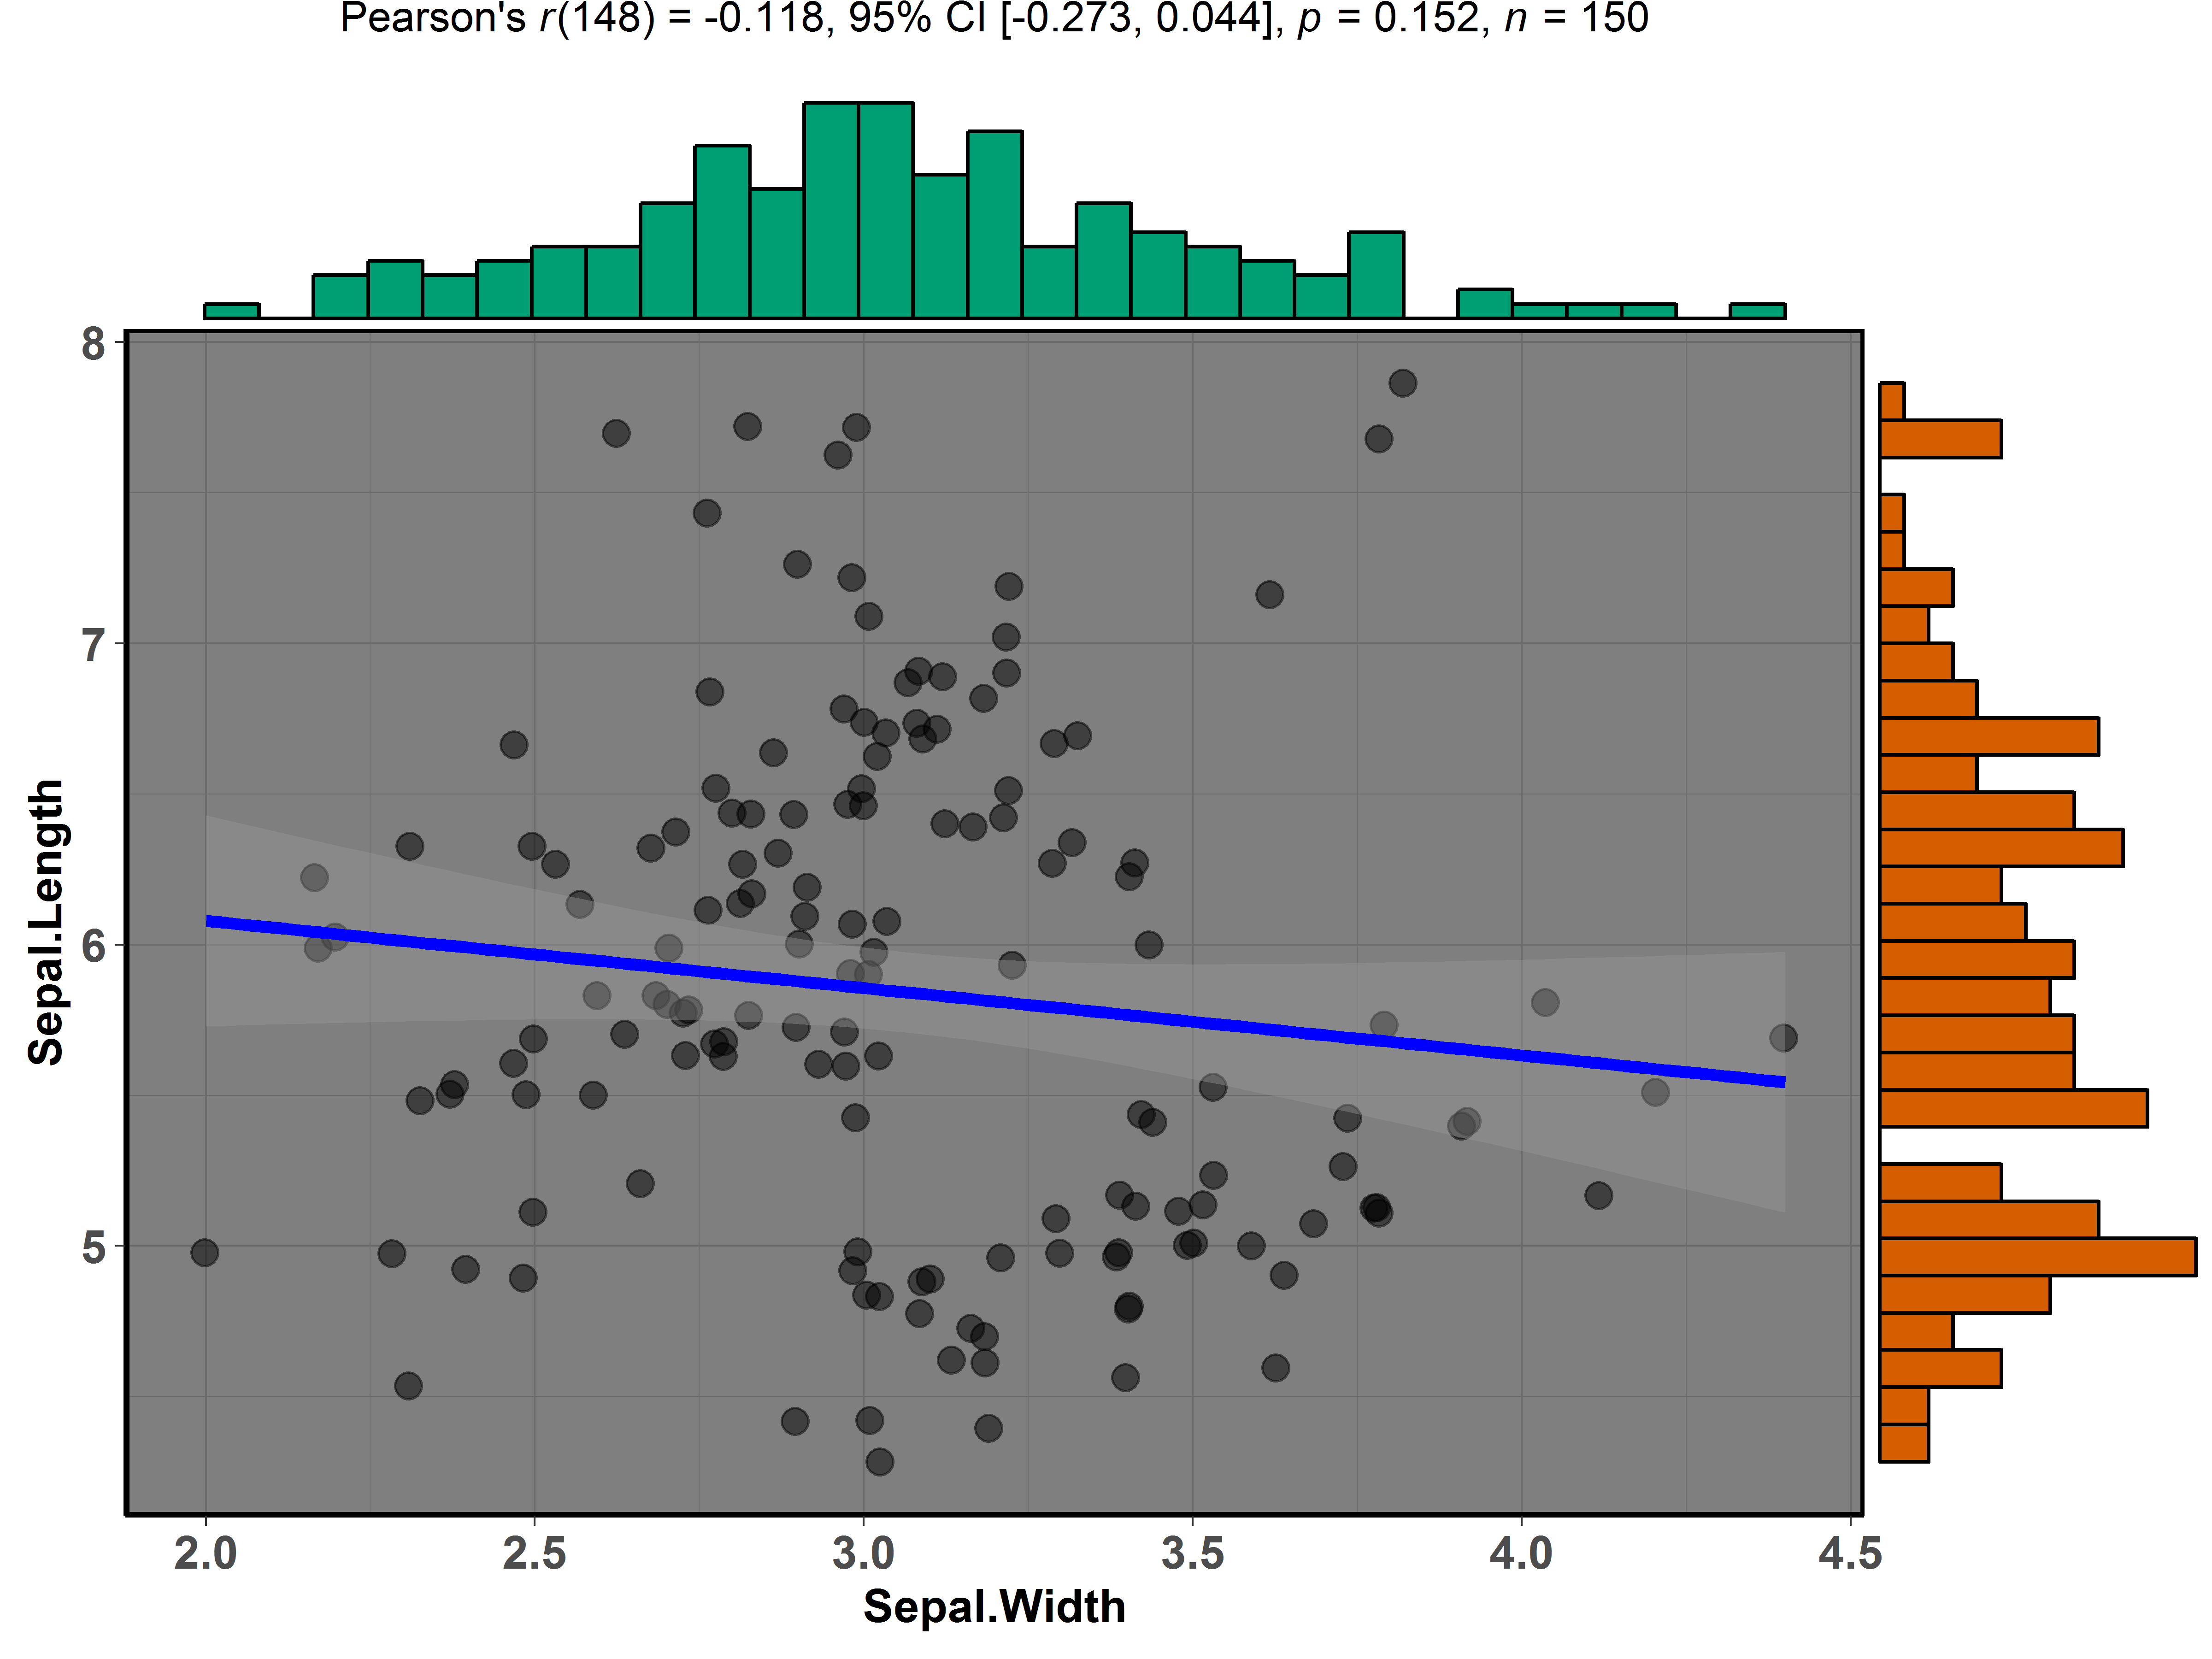 Pearson's r(148) = -0.118, 95% CI [-0.273, 0.044], p = 0.152, n = 150
8
7
6
5
Sepal.Length
2.0 2.5 3.0 3.5 4.0 4.5
Sepal.Width